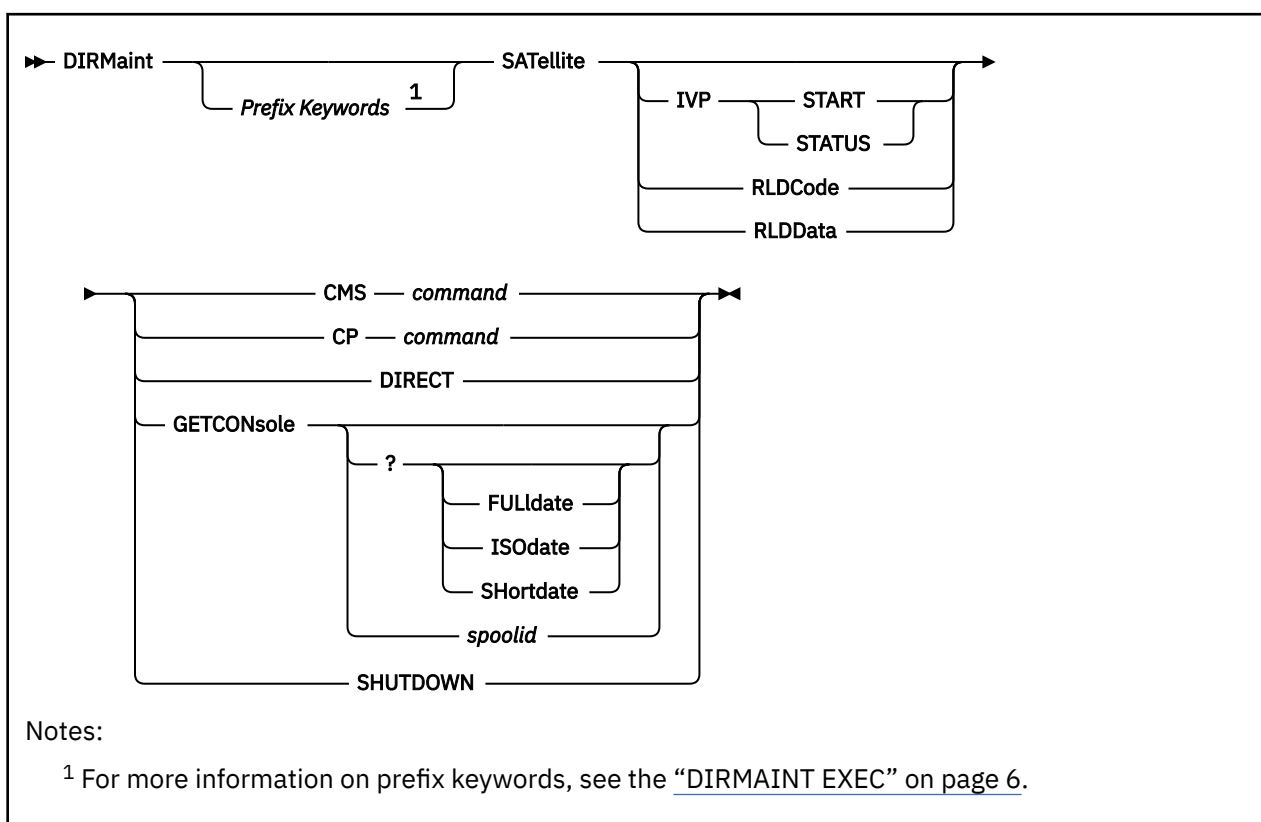 DIRMaint Prefix Keywords 1 SATellite IVP START
STATUS
RLDCode
RLDData
CMS command
CP command
DIRECT
GETCONsole
?
FULldate
ISOdate
SHortdate
spoolid
SHUTDOWN
Notes:
1 For more information on prefix keywords, see the “DIRMAINT EXEC” on page 6.